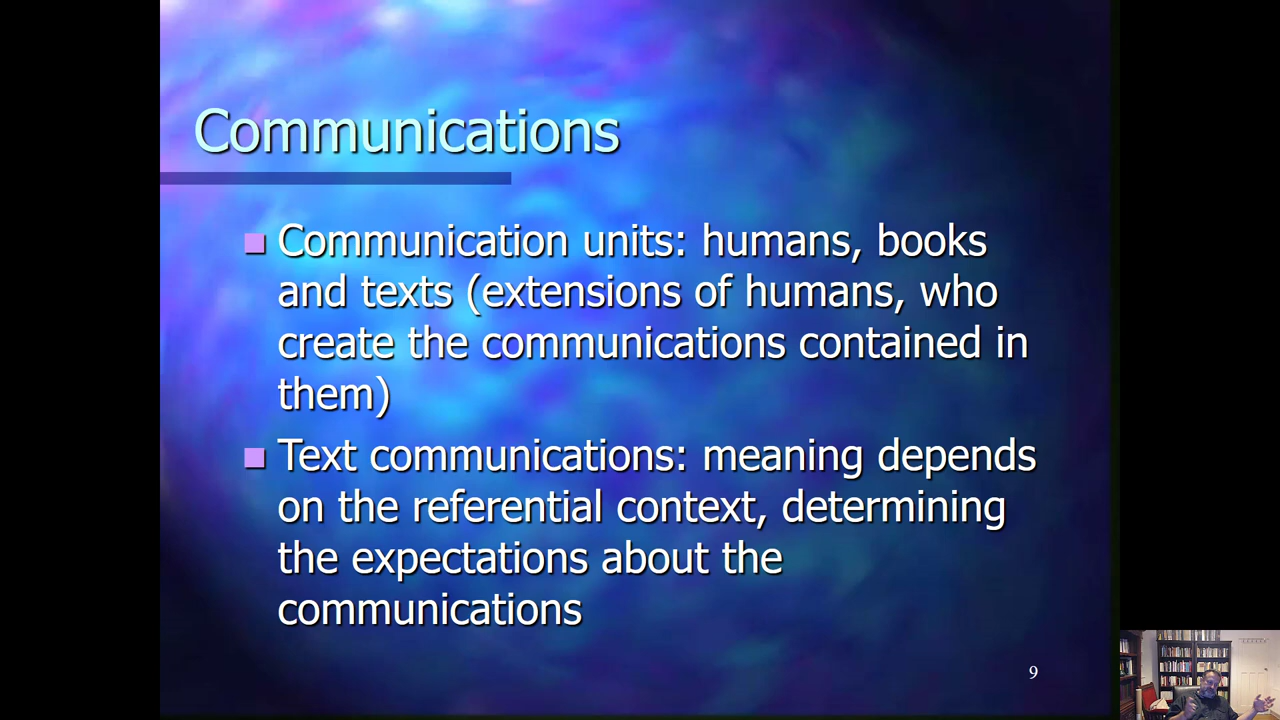 Communications
Communication units: humans, books
and texts (extensions of humans, who
create the communications contained in
them)
Text communications: meaning depends
on the referential context, determining
the expectations about the
communications
9